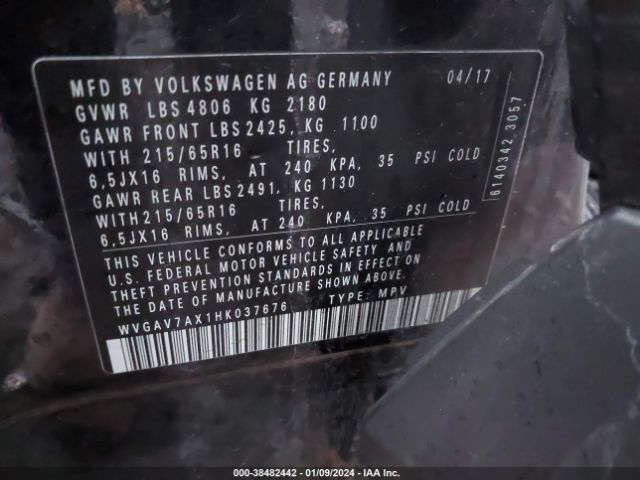 MFD BY VOLKSWAGEN AG GERMANY 04/17
GVWR LBS 4806 KG 2180
GAWR FRONT LBS 2425, KG 1100
WITH 215/65R16 TIRES,
6,5JX16 RIMS, AT 240 KPA, 35 PSI COLD
GAWR REAR LBS 2491, KG 1130
WITH 215/65R16 TIRES,
6,5JX16 RIMS, AT 240 KPA, 35 PSI COLD
THIS VEHICLE CONFORMS TO ALL APPLICABLE
U.S. FEDERAL MOTOR VEHICLE SAFETY AND
THEFT PREVENTION STANDARDS IN EFFECT ON
THE DATE OF MANUFACTURE SHOWN ABOVE.
WVGAV7AX1HK037676 TYPE: MPV
6140342 3057
000-38482442 - 01/09/2024 - IAA Inc.